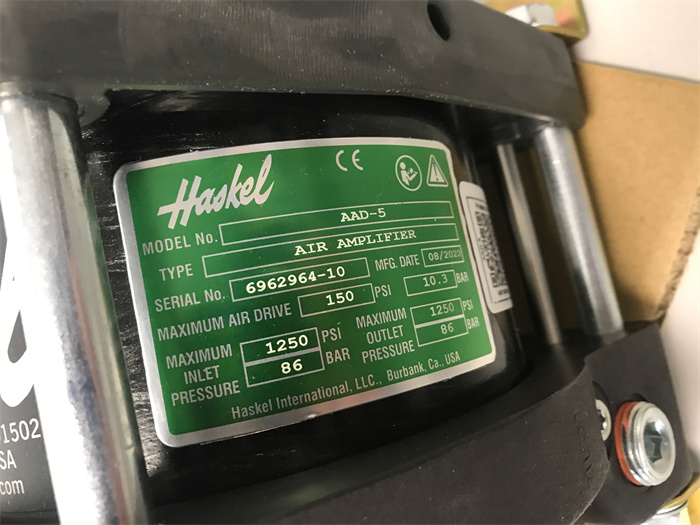 Haskel
CE
MODEL No. AAD-5
TYPE AIR AMPLIFIER
SERIAL No. 6962964-10 MFG. DATE 08/2022
MAXIMUM AIR DRIVE 150 PSI 10.3 BAR
MAXIMUM INLET PRESSURE 1250 PSI 86 BAR
MAXIMUM OUTLET PRESSURE 1250 PSI 86 BAR
Haskel International, LLC., Burbank, Ca., USA
1502
SA
.com